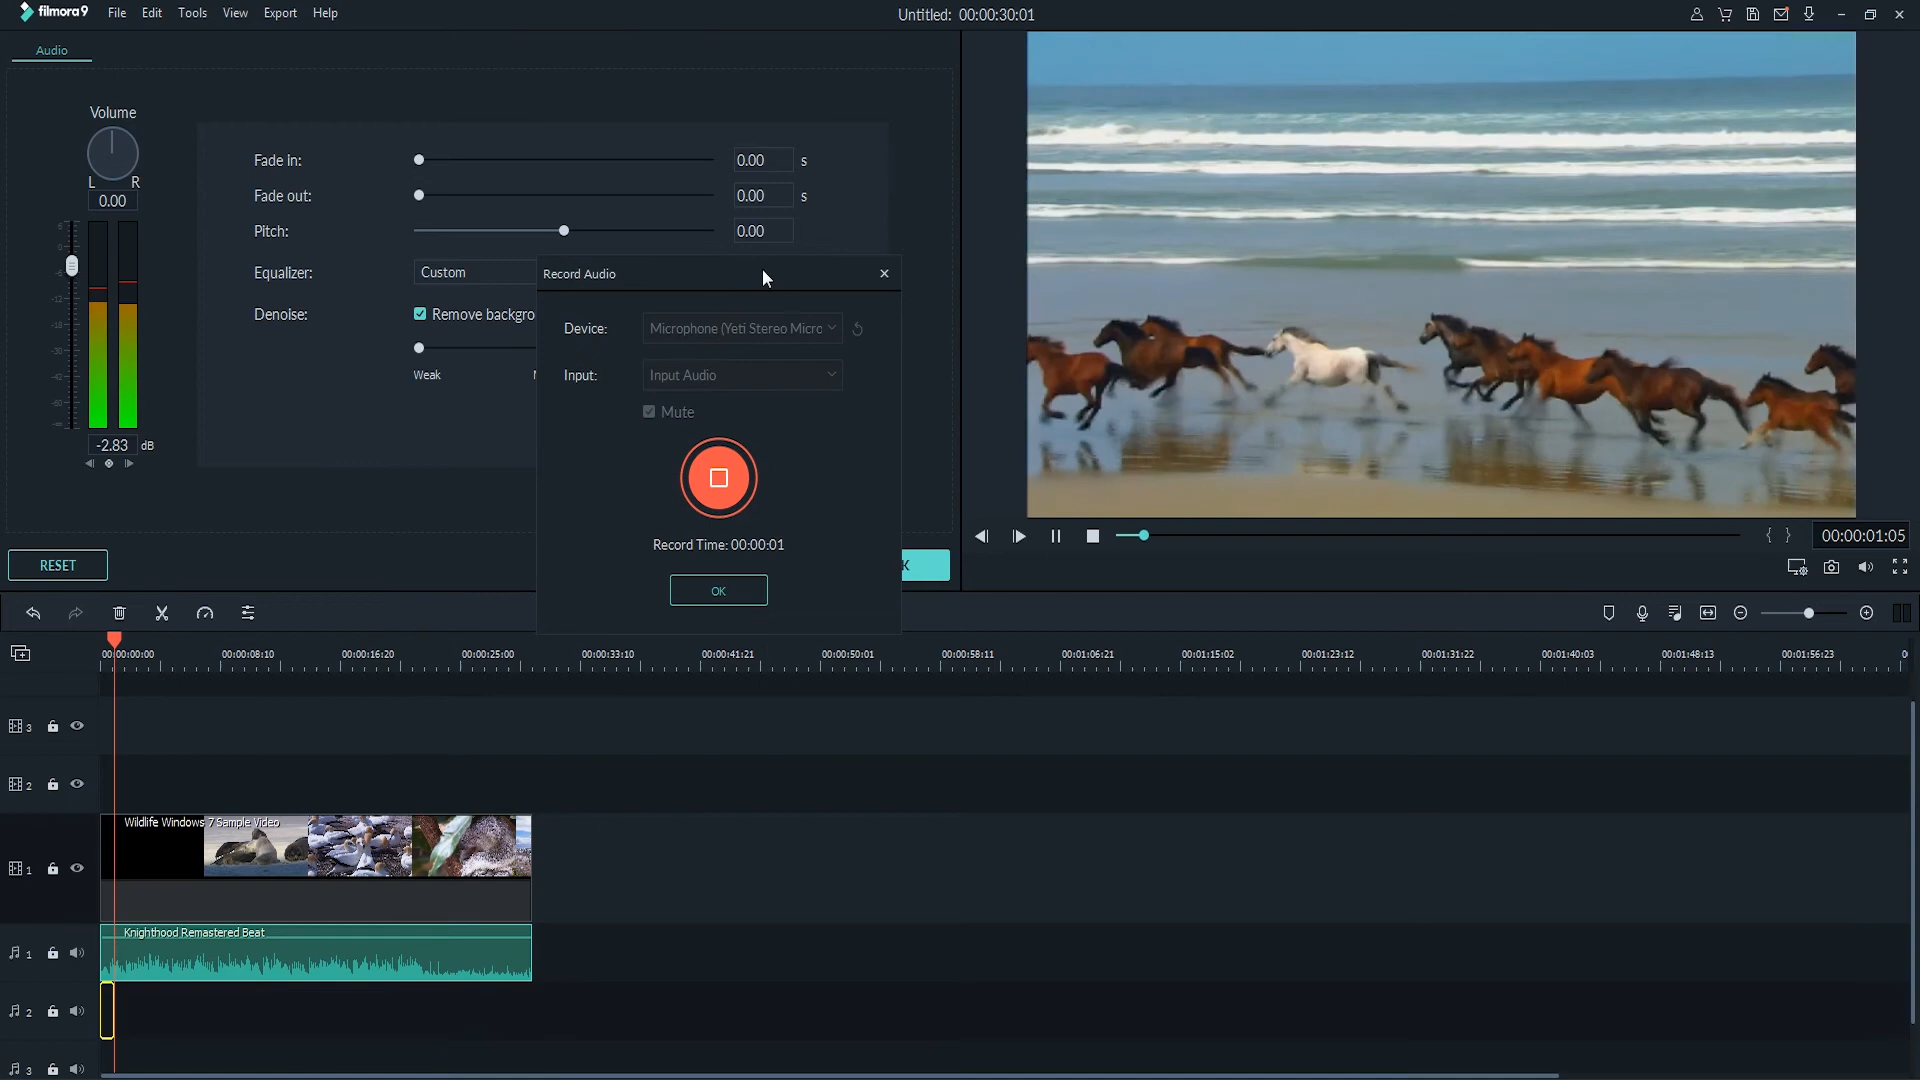 filmora9 File Edit Tools View Export Help
Untitled: 00:00:30:01
Audio
Volume
L R
0.00
Fade in: 0.00 s
Fade out: 0.00 s
Pitch: 0.00
Equalizer: Custom
Denoise: Remove backgro
Weak
-2.83 dB
RESET
Record Audio
Device: Microphone (Yeti Stereo Micro
Input: Input Audio
Mute
Record Time: 00:00:01
OK
K
{ } 00:00:01:05
00:00:00:00 00:00:08:10 00:00:16:20 00:00:25:00 00:00:33:10 00:00:41:21 00:00:50:01 00:00:58:11 00:01:06:21 00:01:15:02 00:01:23:12 00:01:31:22 00:01:40:03 00:01:48:13 00:01:56:23
3
2
Wildlife Windows 7 Sample Video
1
Knighthood Remastered Beat
1
2
3